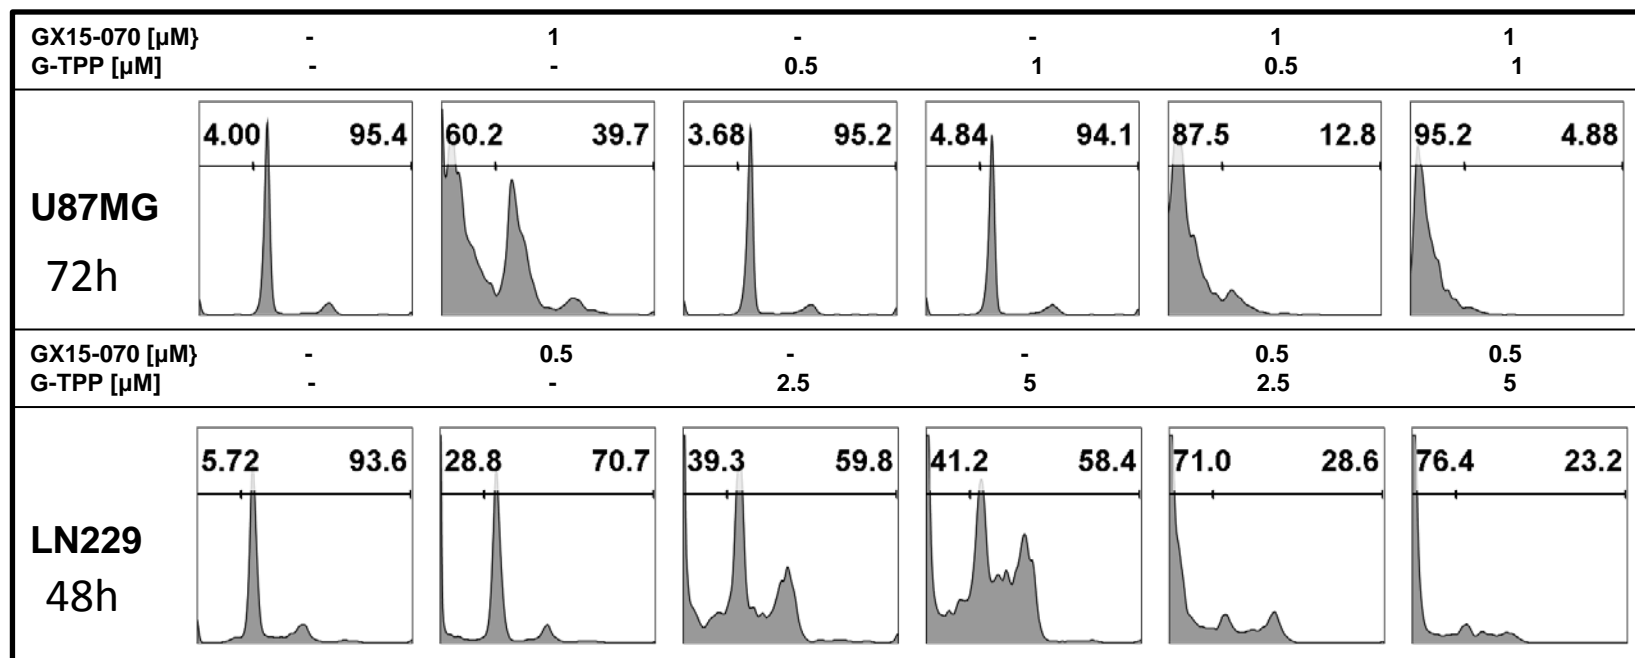 GX15-070 [µM} - 1 - - 1 1
G-TPP [µM] - - 0.5 1 0.5 1
4.00 95.4 60.2 39.7 3.68 95.2 4.84 94.1 87.5 12.8 95.2 4.88
U87MG
72h
GX15-070 [µM} - 0.5 - - 0.5 0.5
G-TPP [µM] - - 2.5 5 2.5 5
5.72 93.6 28.8 70.7 39.3 59.8 41.2 58.4 71.0 28.6 76.4 23.2
LN229
48h